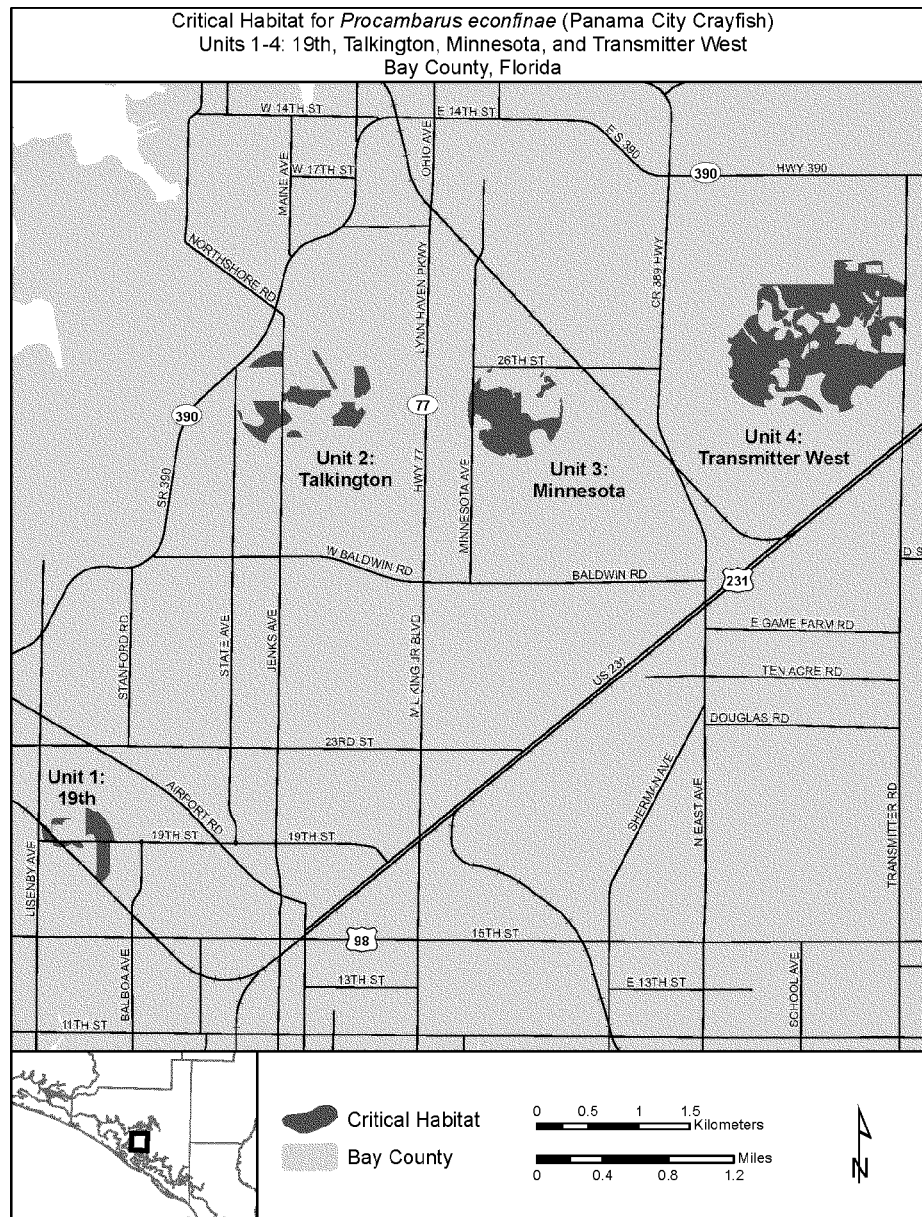 Critical Habitat for Procambarus econfinae (Panama City Crayfish)
Units 1-4: 19th, Talkington, Minnesota, and Transmitter West
Bay County, Florida
W 14TH ST
E 14TH ST
OHIO AVE
E S 390
390
HWY 390
MAINE AVE
W 17TH ST
NORTHSHORE RD
LYNN HAVEN PKWY
CR 389 HWY
26TH ST
390
77
SR 390
Unit 2:
Talkington
HWY 77
MINNESOTA AVE
Unit 3:
Minnesota
Unit 4:
Transmitter West
W BALDWIN RD
BALDWIN RD
231
D S
STANFORD RD
STATE AVE
JENKS AVE
M L KING JR BLVD
US 231
E GAME FARM RD
TEN ACRE RD
DOUGLAS RD
23RD ST
Unit 1:
19th
AIRPORT RD
SHERMAN AVE
N EAST AVE
TRANSMITTER RD
LISENBY AVE
19TH ST
19TH ST
98
15TH ST
BALBOA AVE
13TH ST
E 13TH ST
SCHOOL AVE
11TH ST
Critical Habitat
Bay County
0 0.5 1 1.5
Kilometers
Miles
0 0.4 0.8 1.2
N